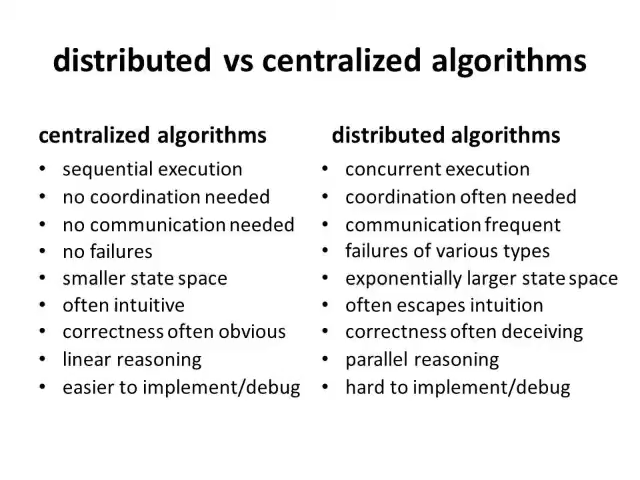 distributed vs centralized algorithms
centralized algorithms
• sequential execution
• no coordination needed
• no communication needed
• no failures
• smaller state space
• often intuitive
• correctness often obvious
• linear reasoning
• easier to implement/debug
distributed algorithms
• concurrent execution
• coordination often needed
• communication frequent
• failures of various types
• exponentially larger state space
• often escapes intuition
• correctness often deceiving
• parallel reasoning
• hard to implement/debug